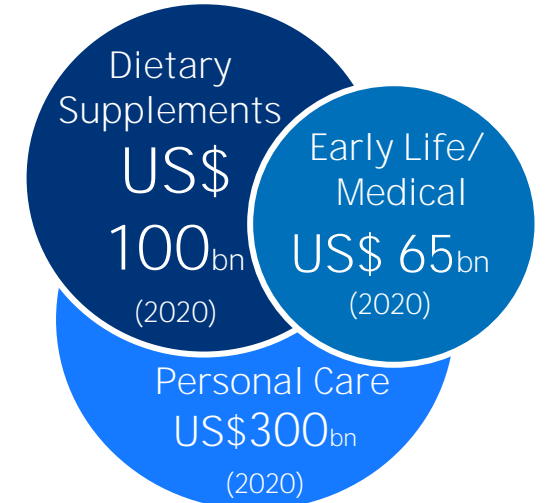 Dietary
Supplements
US$
100bn
(2020)
Early Life/
Medical
US$ 65bn
(2020)
Personal Care
US$300bn
(2020)